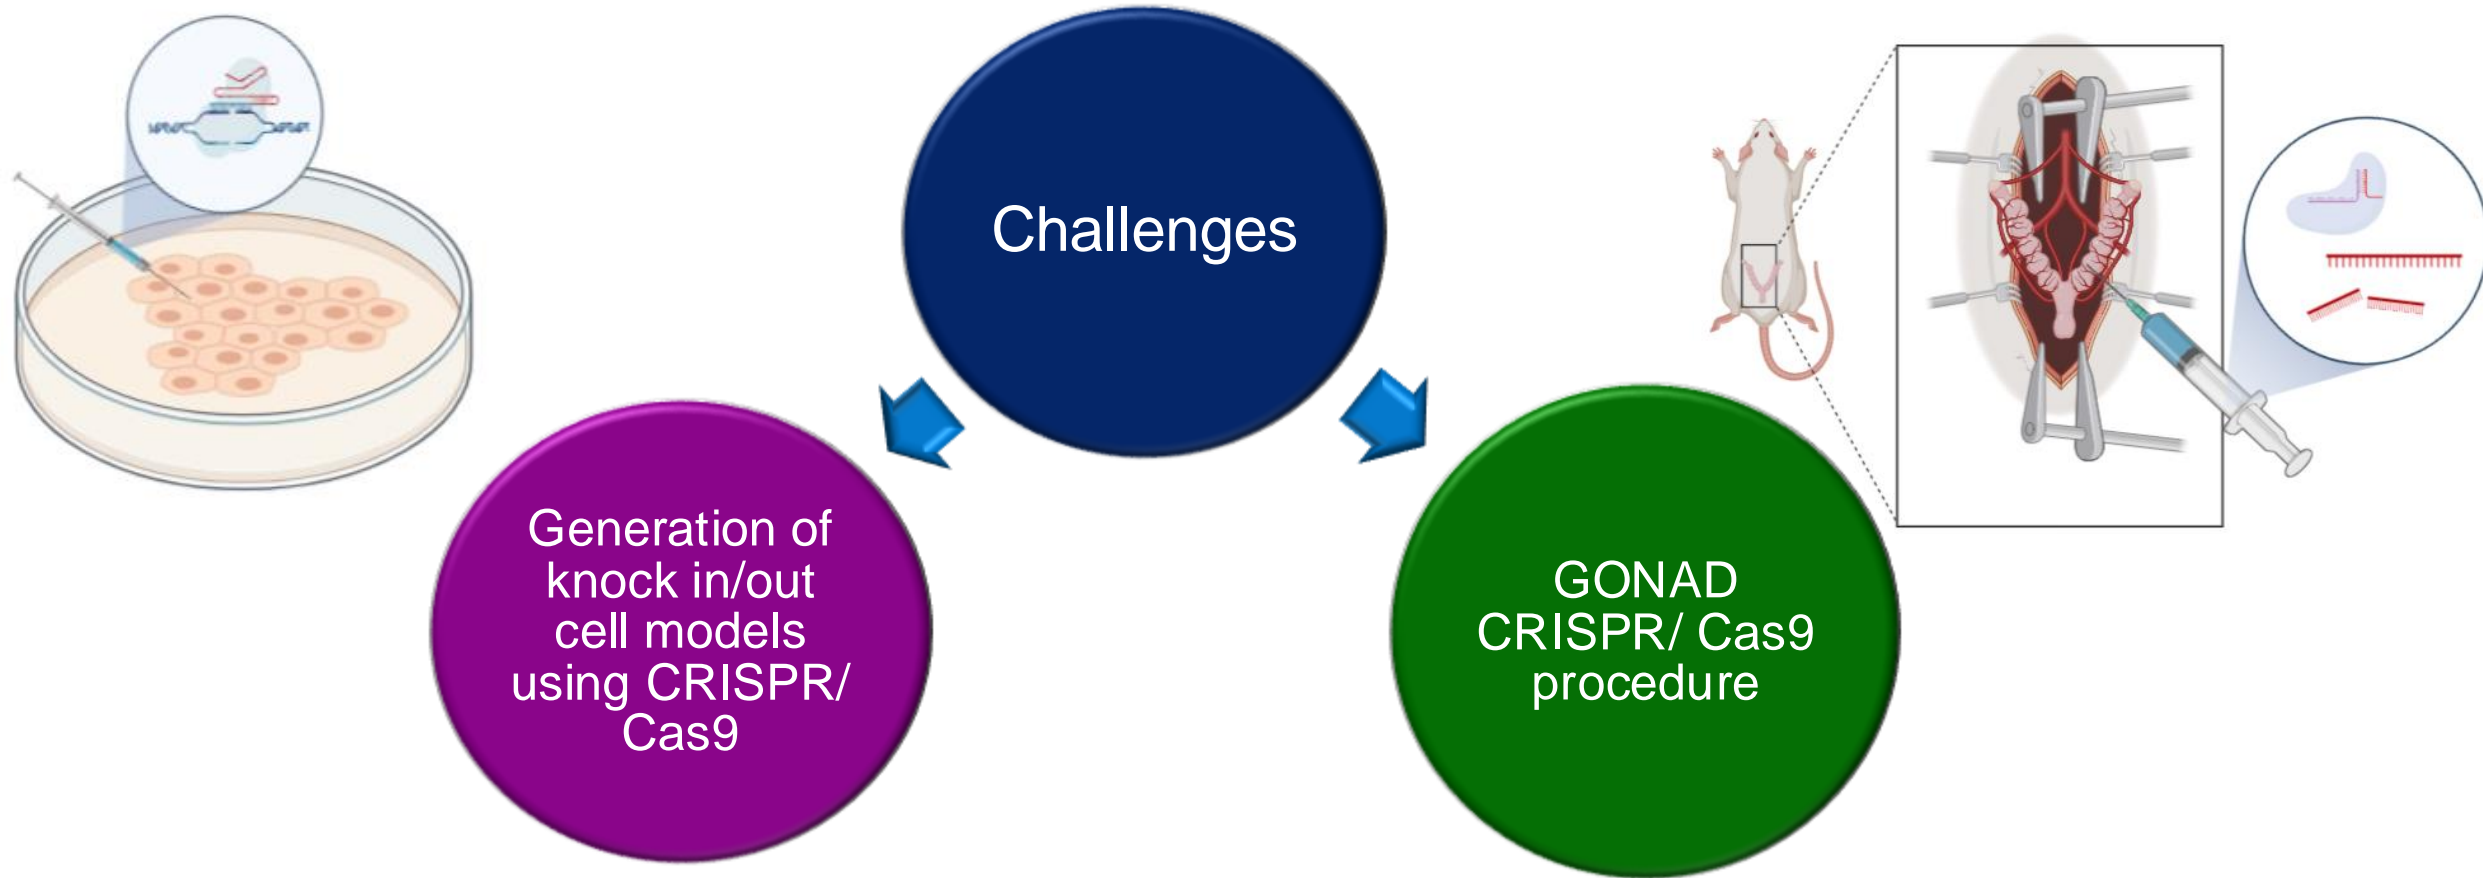 Challenges
Generation of
knock in/out
cell models
using CRISPR/
Cas9
GONAD
CRISPR/ Cas9
procedure